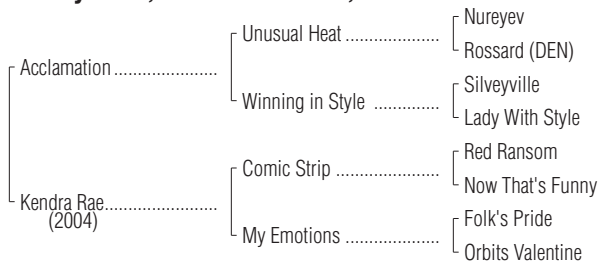 Unusual Heat ..................
Nureyev
Rossard (DEN)
Acclamation....................
Winning in Style ..............
Silveyville
Lady With Style
Comic Strip ....................
Red Ransom
Now That's Funny
Kendra Rae......................
(2004)
My Emotions ..................
Folk's Pride
Orbits Valentine